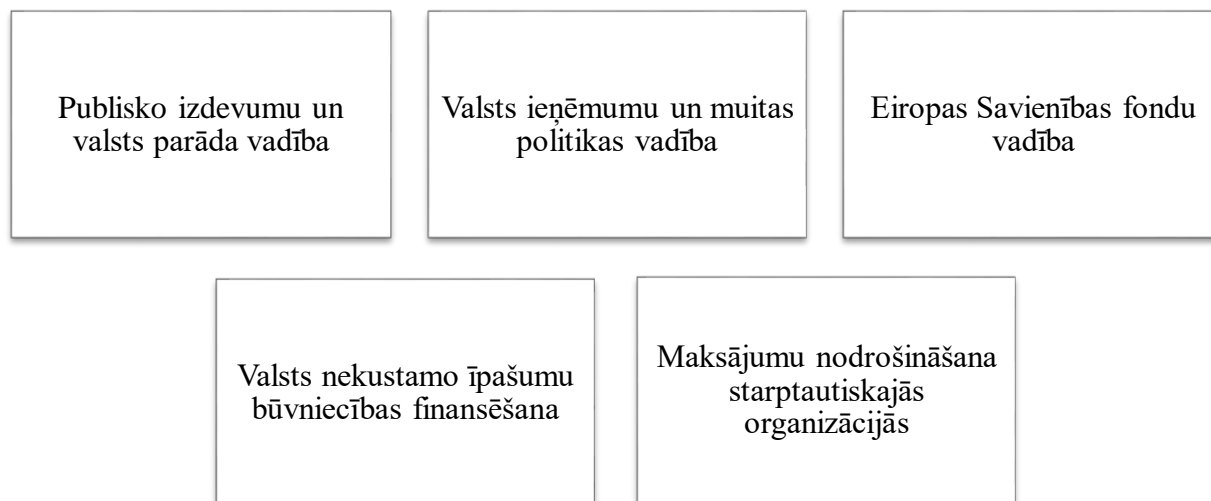 Publisko izdevumu un
valsts parāda vadība
Valsts ieņēmumu un muitas
politikas vadība
Eiropas Savienības fondu
vadība
Valsts nekustamo īpašumu
būvniecības finansēšana
Maksājumu nodrošināšana
starptautiskajās
organizācijās